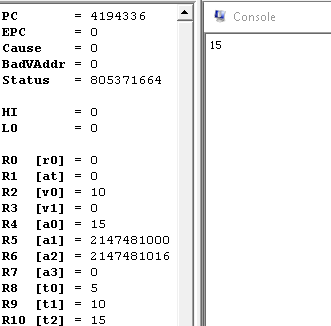 PC = 4194336
EPC = 0
Cause = 0
BadVAddr = 0
Status = 805371664
HI = 0
LO = 0
R0 [r0] = 0
R1 [at] = 0
R2 [v0] = 10
R3 [v1] = 0
R4 [a0] = 15
R5 [a1] = 2147481000
R6 [a2] = 2147481016
R7 [a3] = 0
R8 [t0] = 5
R9 [t1] = 10
R10 [t2] = 15
Console
15